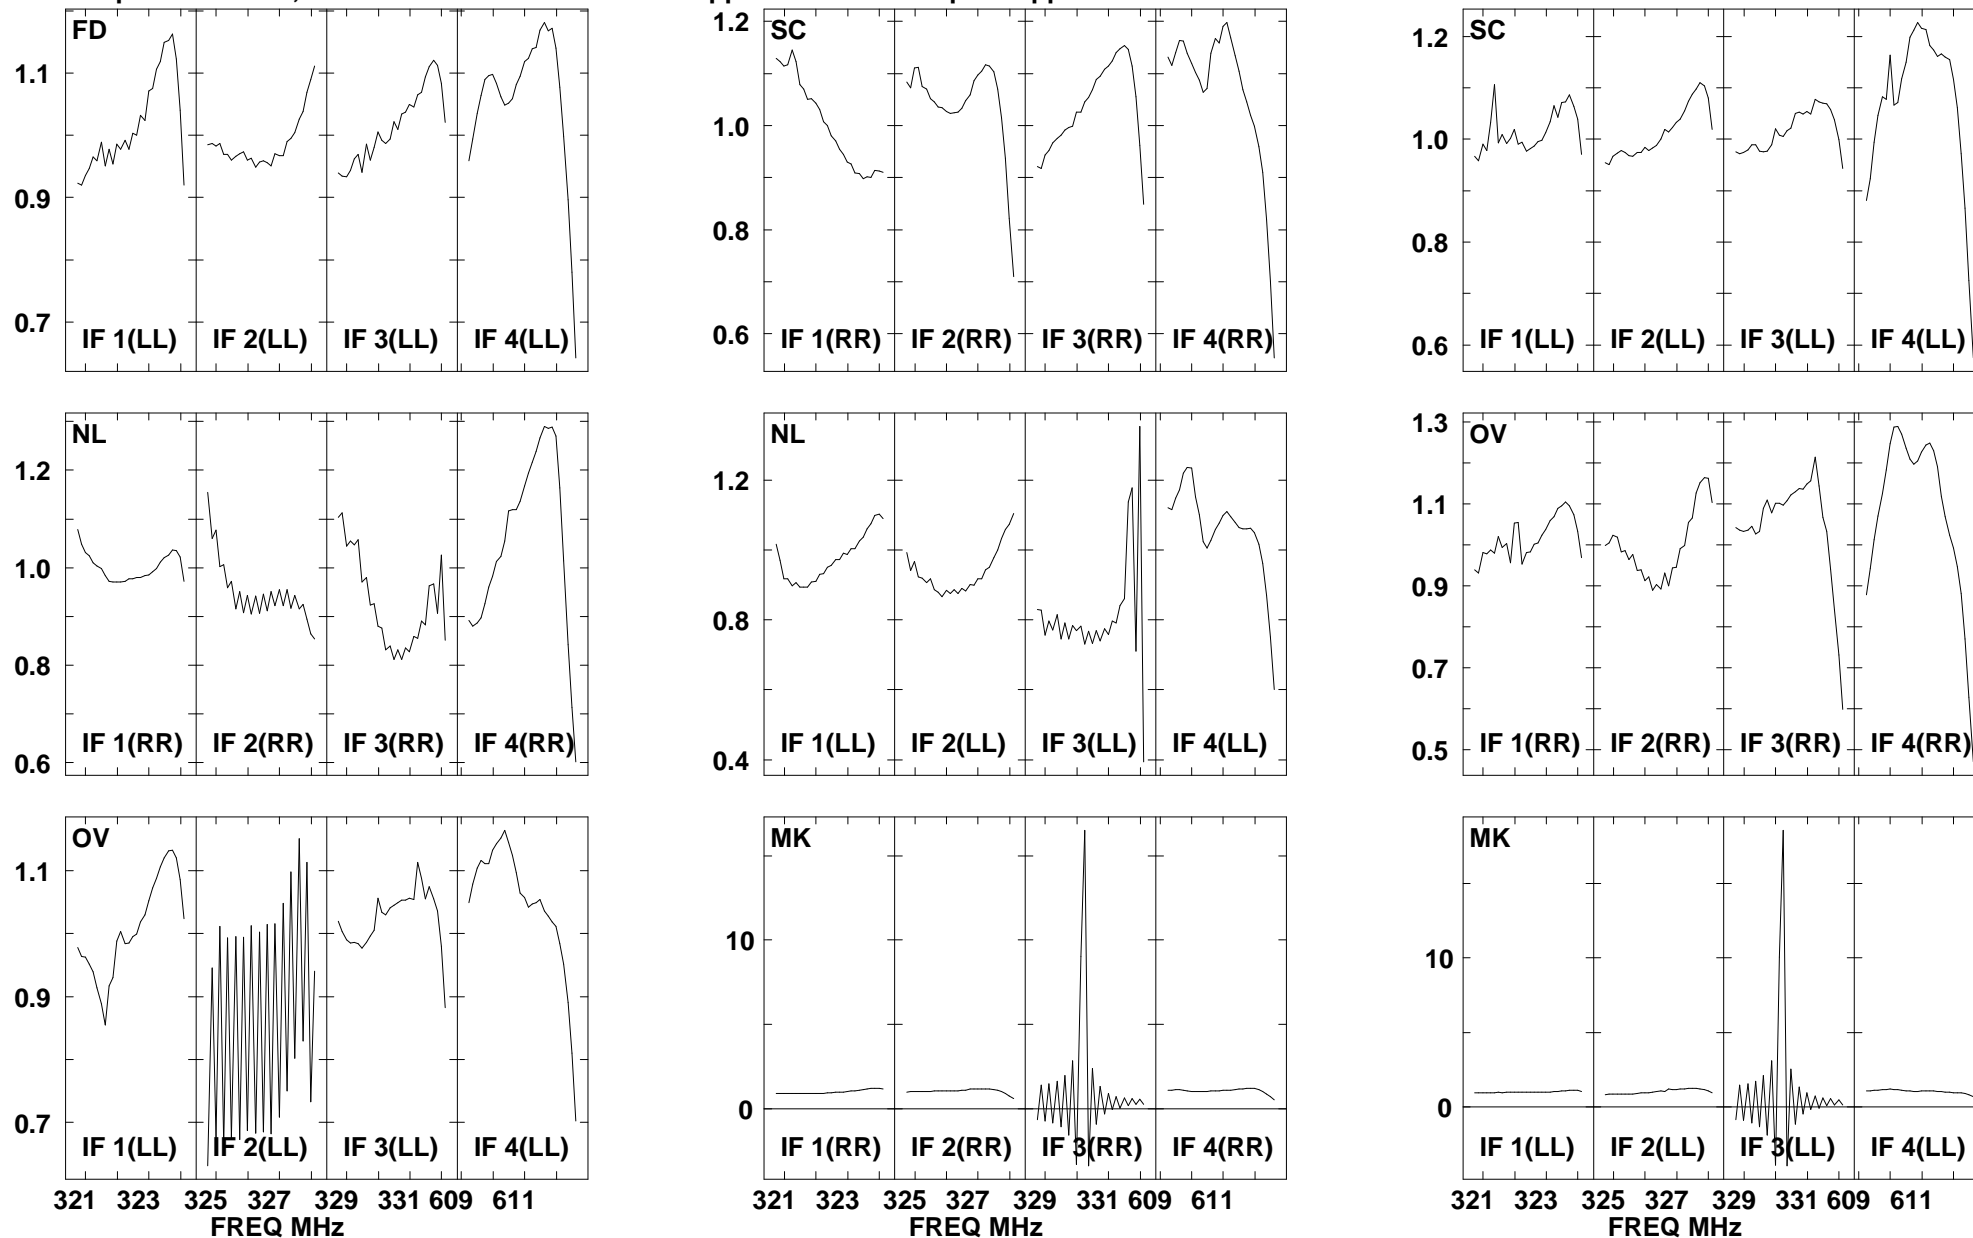 FD
1.1
0.9
0.7
IF 1(LL) IF 2(LL) IF 3(LL) IF 4(LL)
SC
1.2
1.0
0.8
0.6
IF 1(RR) IF 2(RR) IF 3(RR) IF 4(RR)
SC
1.2
1.0
0.8
0.6
IF 1(LL) IF 2(LL) IF 3(LL) IF 4(LL)
NL
1.2
1.0
0.8
0.6
IF 1(RR) IF 2(RR) IF 3(RR) IF 4(RR)
NL
1.2
0.8
0.4
IF 1(LL) IF 2(LL) IF 3(LL) IF 4(LL)
OV
1.3
1.1
0.9
0.7
0.5
IF 1(RR) IF 2(RR) IF 3(RR) IF 4(RR)
OV
1.1
0.9
0.7
IF 1(LL) IF 2(LL) IF 3(LL) IF 4(LL)
321 323 325 327 329 331 609 611
FREQ MHz
MK
10
0
IF 1(RR) IF 2(RR) IF 3(RR) IF 4(RR)
321 323 325 327 329 331 609 611
FREQ MHz
MK
10
0
IF 1(LL) IF 2(LL) IF 3(LL) IF 4(LL)
321 323 325 327 329 331 609 611
FREQ MHz